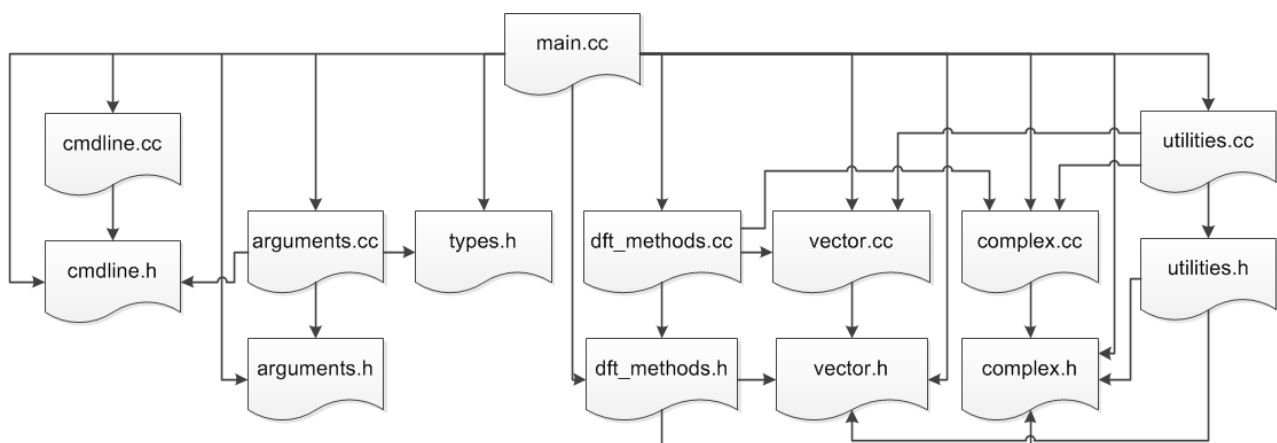 main.cc
cmdline.cc
utilities.cc
arguments.cc
types.h
dft_methods.cc
vector.cc
complex.cc
cmdline.h
utilities.h
arguments.h
dft_methods.h
vector.h
complex.h